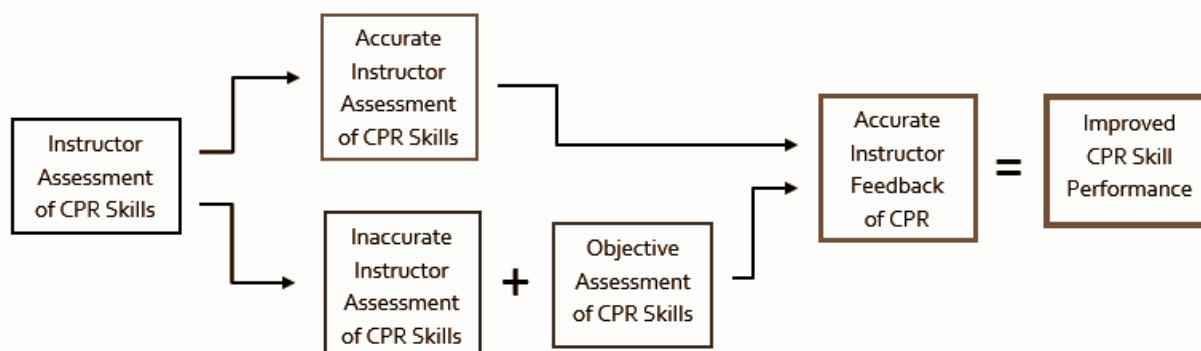 Instructor
Assessment
of CPR Skills
Accurate
Instructor
Assessment
of CPR Skills
Inaccurate
Instructor
Assessment
of CPR Skills
+
Objective
Assessment
of CPR Skills
Accurate
Instructor
Feedback
of CPR
=
Improved
CPR Skill
Performance